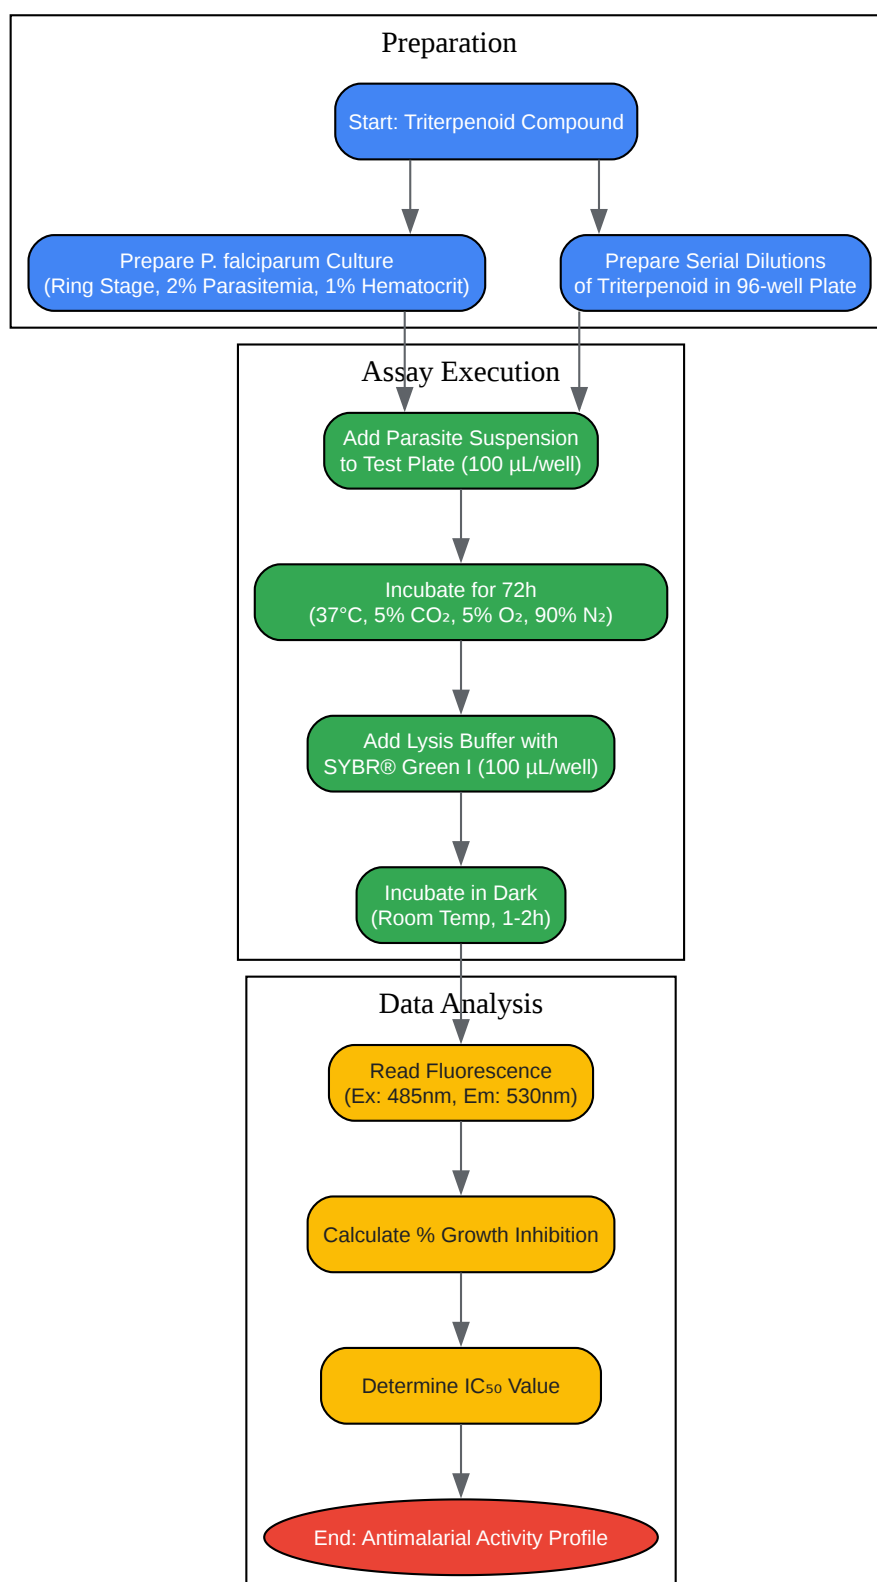 Preparation
Start: Triterpenoid Compound
Prepare P. falciparum Culture
(Ring Stage, 2% Parasitemia, 1% Hematocrit)
Prepare Serial Dilutions
of Triterpenoid in 96-well Plate
Assay Execution
Add Parasite Suspension
to Test Plate (100 µL/well)
Incubate for 72h
(37°C, 5% CO₂, 5% O₂, 90% N₂)
Add Lysis Buffer with
SYBR® Green I (100 µL/well)
Incubate in Dark
(Room Temp, 1-2h)
Data Analysis
Read Fluorescence
(Ex: 485nm, Em: 530nm)
Calculate % Growth Inhibition
Determine IC₅₀ Value
End: Antimalarial Activity Profile